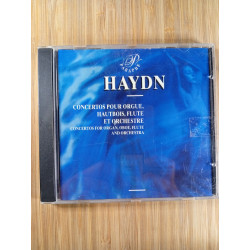 HAYDN
CONCERTOS POUR ORGUE,
HAUTBOIS, FLUTE
ET ORCHESTRE
CONCERTOS FOR ORGAN, OBOE, FLUTE
AND ORCHESTRA